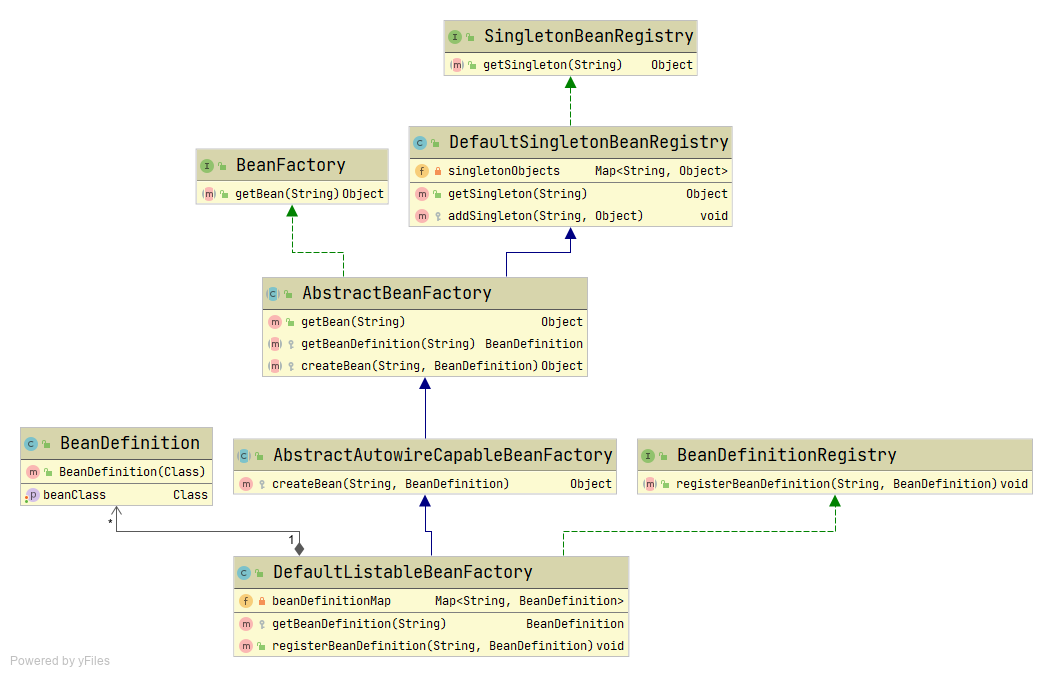 SingletonBeanRegistry
getSingleton(String) Object
DefaultSingletonBeanRegistry
singletonObjects Map<String, Object>
getSingleton(String) Object
addSingleton(String, Object) void
BeanFactory
getBean(String) Object
AbstractBeanFactory
getBean(String) Object
getBeanDefinition(String) BeanDefinition
createBean(String, BeanDefinition) Object
BeanDefinition
BeanDefinition(Class)
beanClass Class
AbstractAutowireCapableBeanFactory
createBean(String, BeanDefinition) Object
BeanDefinitionRegistry
registerBeanDefinition(String, BeanDefinition) void
*
1
DefaultListableBeanFactory
beanDefinitionMap Map<String, BeanDefinition>
getBeanDefinition(String) BeanDefinition
registerBeanDefinition(String, BeanDefinition) void
Powered by yFiles